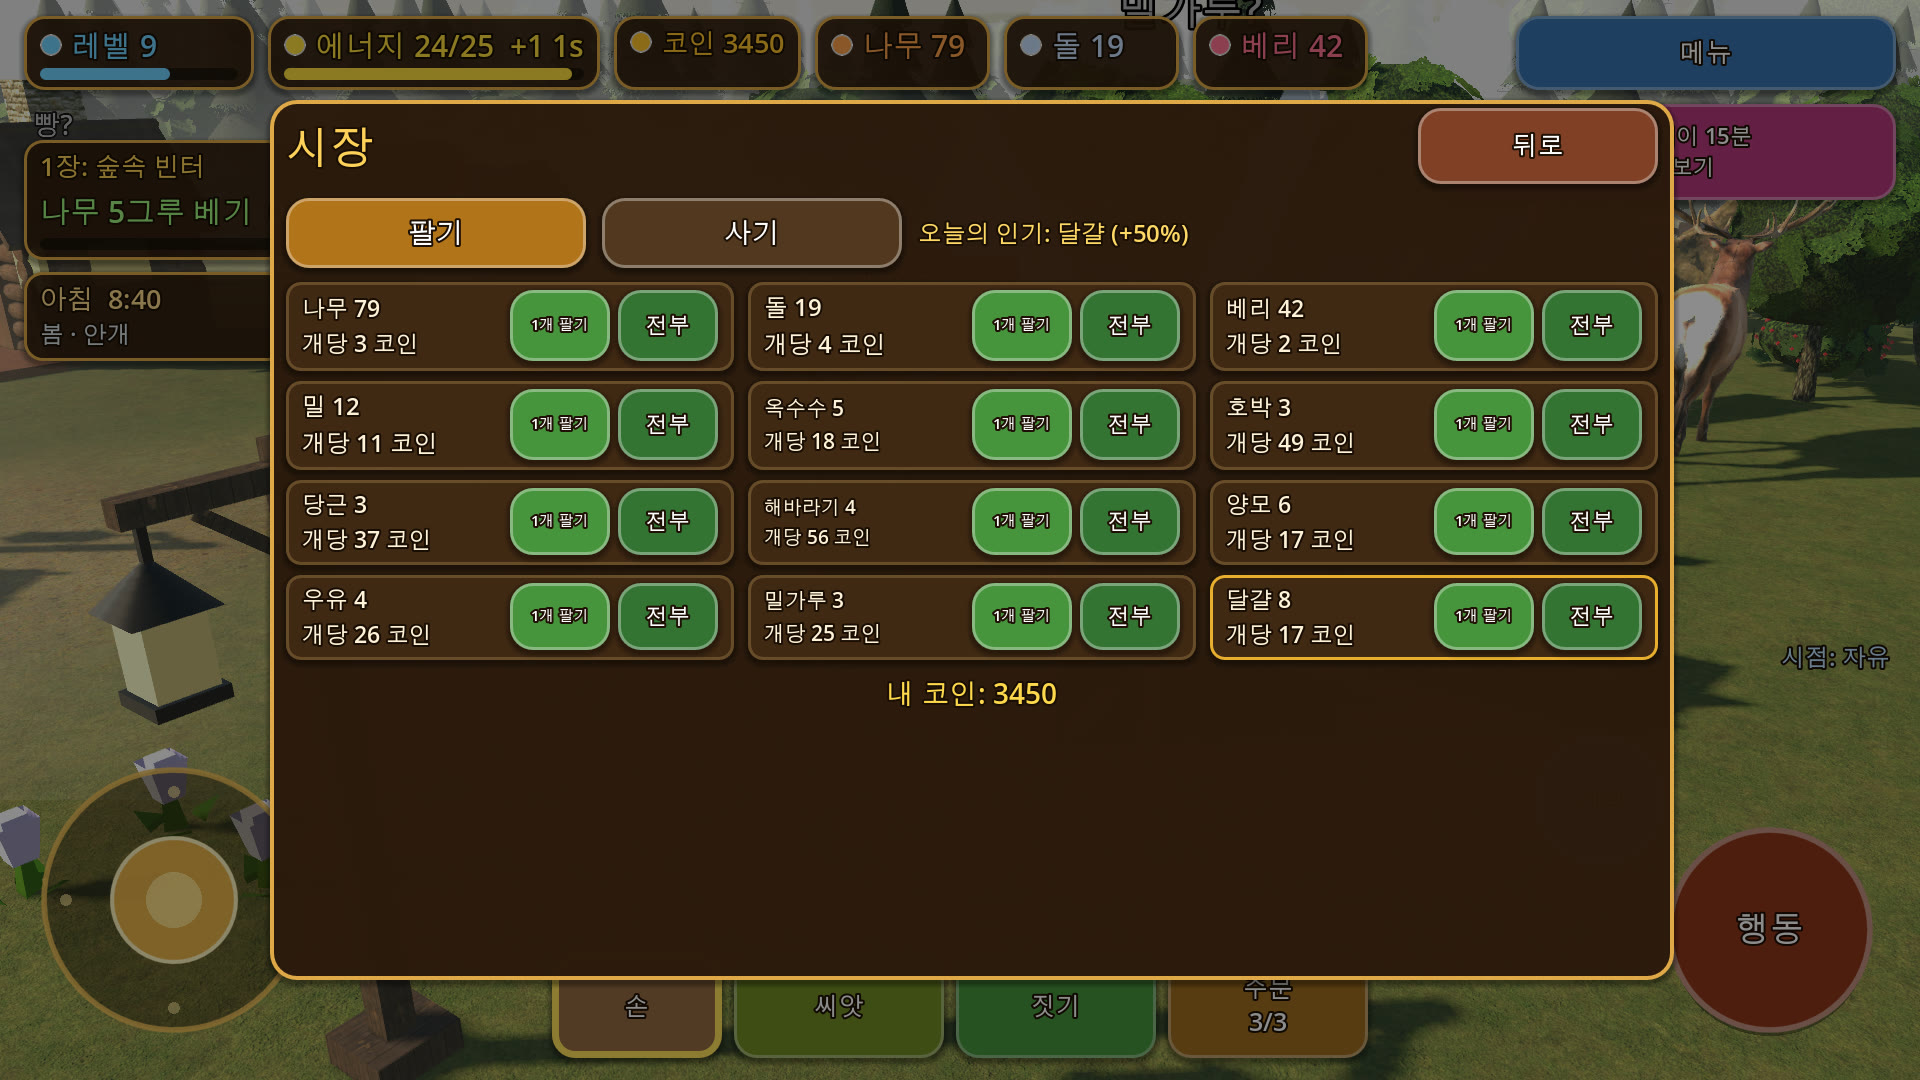 레벨 9
에너지 24/25 +1 1s
코인 3450
나무 79
돌 19
베리 42
메뉴
빵?
1장: 숲속 빈터
나무 5그루 베기
아침 8:40
봄 · 안개
이 15분
보기
시장
뒤로
팔기
사기
오늘의 인기: 달걀 (+50%)
나무 79
개당 3 코인
1개 팔기
전부
돌 19
개당 4 코인
1개 팔기
전부
베리 42
개당 2 코인
1개 팔기
전부
밀 12
개당 11 코인
1개 팔기
전부
옥수수 5
개당 18 코인
1개 팔기
전부
호박 3
개당 49 코인
1개 팔기
전부
당근 3
개당 37 코인
1개 팔기
전부
해바라기 4
개당 56 코인
1개 팔기
전부
양모 6
개당 17 코인
1개 팔기
전부
우유 4
개당 26 코인
1개 팔기
전부
밀가루 3
개당 25 코인
1개 팔기
전부
달걀 8
개당 17 코인
1개 팔기
전부
내 코인: 3450
시점: 자유
행동
손
씨앗
짓기
주문
3/3